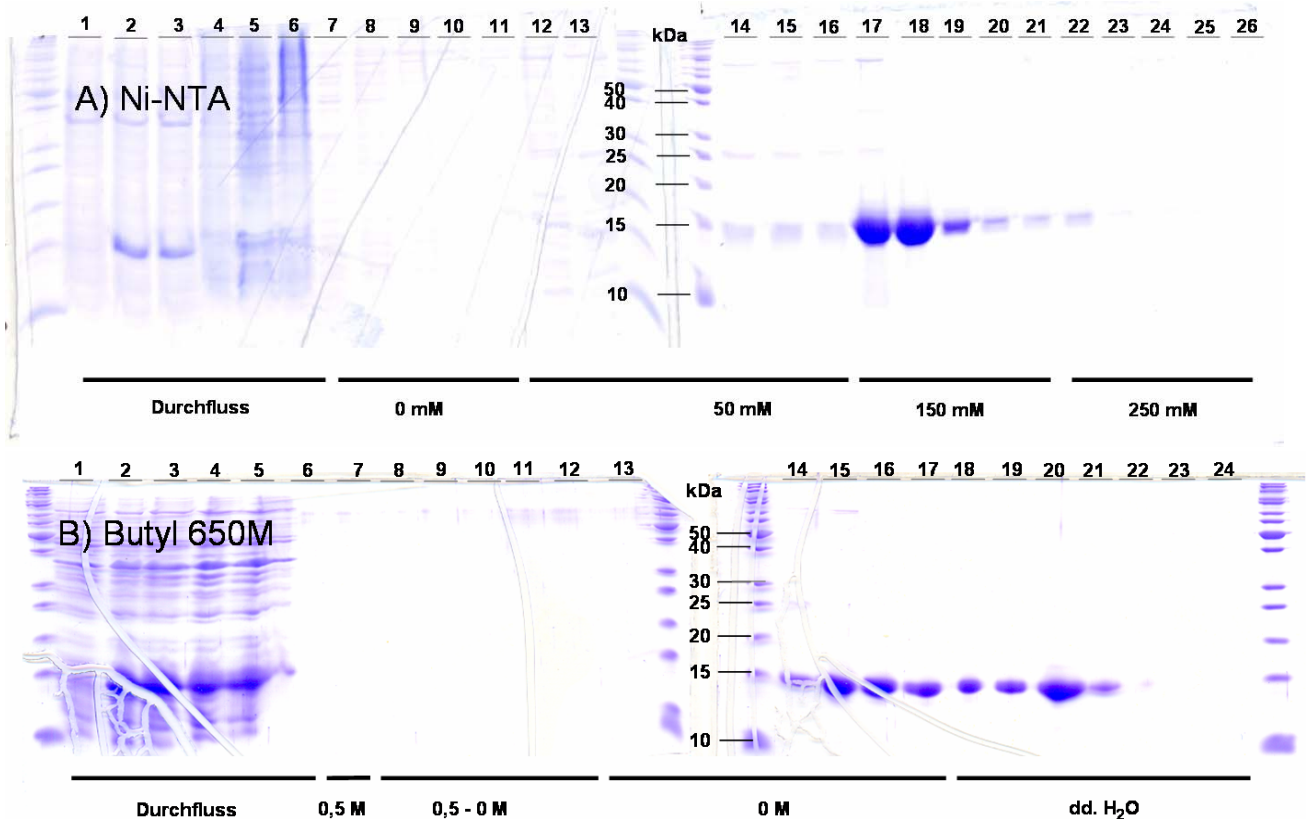 1 2 3 4 5 6 7 8 9 10 11 12 13 kDa 14 15 16 17 18 19 20 21 22 23 24 25 26
A) Ni-NTA
50
40
30
25
20
15
10
Durchfluss 0 mM 50 mM 150 mM 250 mM
1 2 3 4 5 6 7 8 9 10 11 12 13 14 15 16 17 18 19 20 21 22 23 24
kDa
B) Butyl 650M
50
40
30
25
20
15
10
Durchfluss 0,5 M 0,5 - 0 M 0 M dd. H₂O